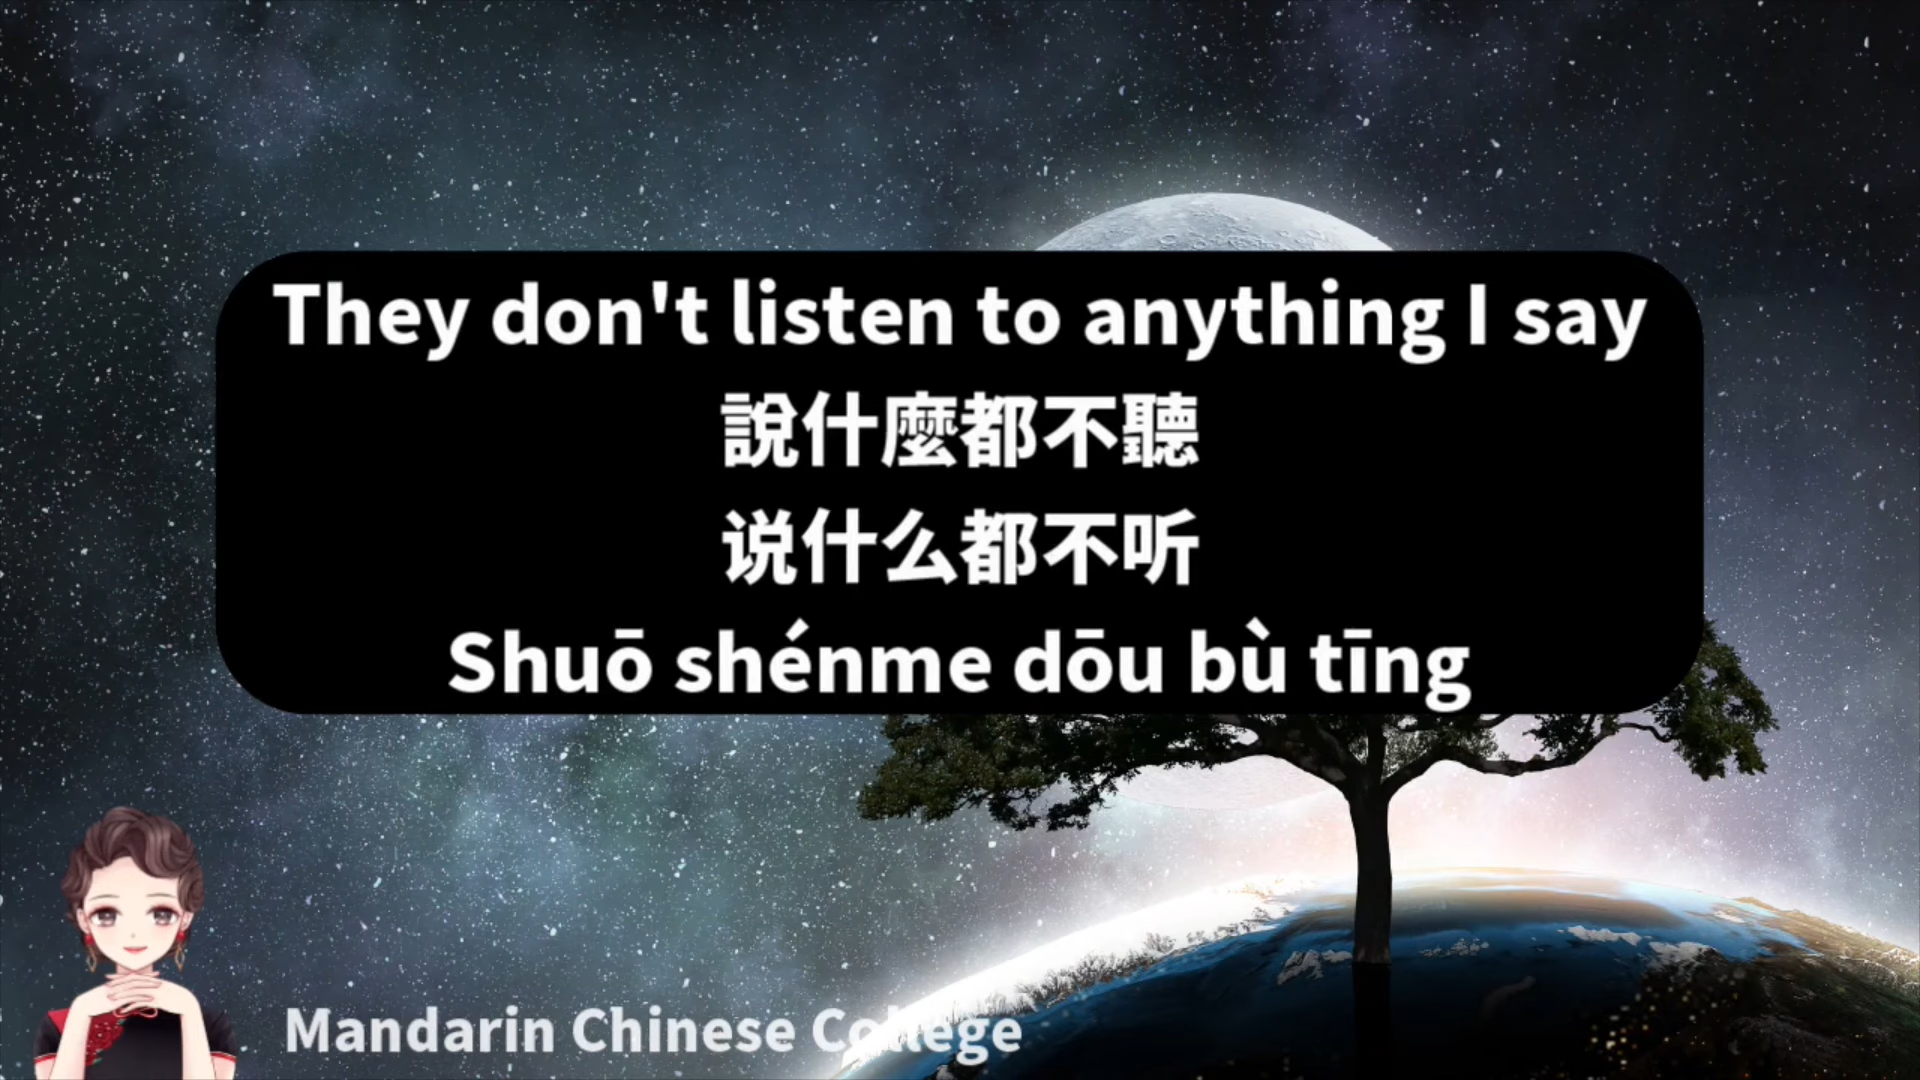 They don't listen to anything I say
說什麼都不聽
说什么都不听
Shuō shénme dōu bù tīng
Mandarin Chinese College